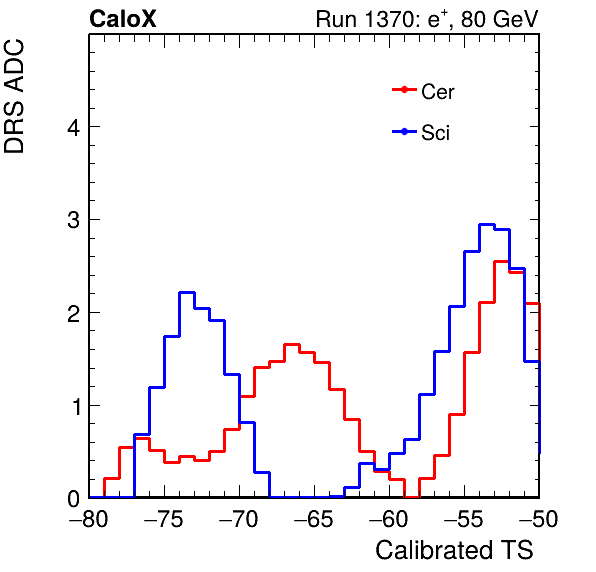 CaloX Run 1370: e⁺, 80 GeV
DRS ADC
Cer
Sci
4
3
2
1
0
−80 −75 −70 −65 −60 −55 −50
Calibrated TS